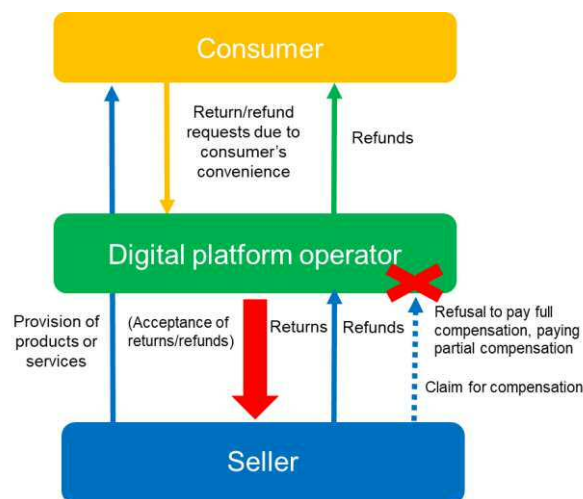 Consumer
Return/refund
requests due to
consumer's
convenience
Refunds
Digital platform operator
Provision of
products or
services
(Acceptance of
returns/refunds)
Returns
Refunds
Refusal to pay full
compensation, paying
partial compensation
Claim for compensation
Seller